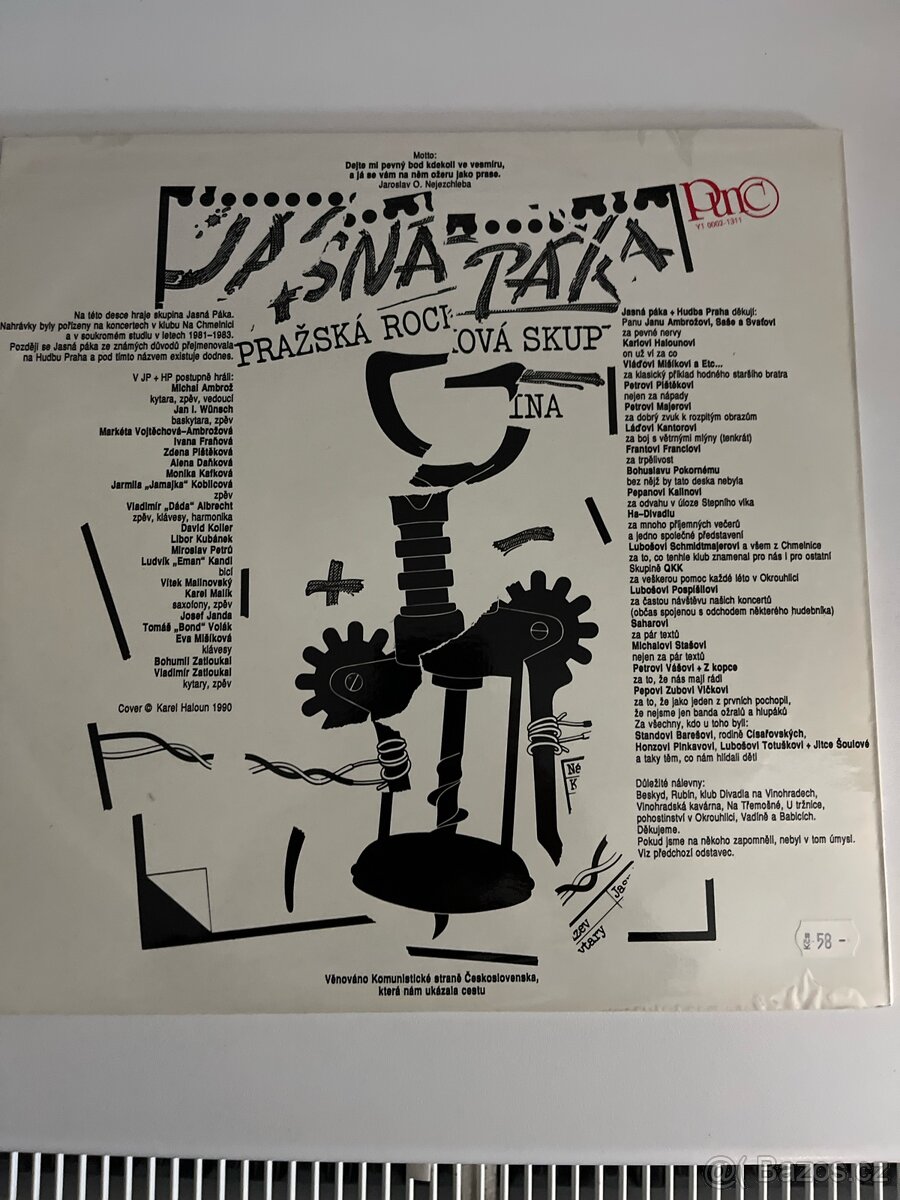 Motto:
Dejte mi pevný bod kdekoli ve vesmíru,
a já se vám na něm ožeru jako prase.
Jaroslav O. Nejezchleba
JASNÁ PÁKA
PnC
Y1 0002-1311
PRAŽSKÁ ROCKOVÁ SKUPINA
Na této desce hraje skupina Jasná Páka.
Nahrávky byly pořízeny na koncertech v klubu Na Chmelnici
a v soukromém studiu v letech 1981–1983.
Později se Jasná páka ze známých důvodů přejmenovala
na Hudbu Praha a pod tímto názvem existuje dodnes.
V JP + HP postupně hráli:
Michal Ambrož
kytara, zpěv, vedoucí
Jan I. Wünsch
baskytara, zpěv
Markéta Vojtěchová–Ambrožová
Ivana Fraňová
Zdena Pištěková
Alena Daňková
Monika Kafková
Jarmila „Jamajka“ Koblicová
zpěv
Vladimír „Dáda“ Albrecht
zpěv, klávesy, harmonika
David Koller
Libor Kubánek
Miroslav Petrů
Ludvík „Eman“ Kandl
bicí
Vítek Malinovský
Karel Malík
saxofony, zpěv
Josef Janda
Tomáš „Bond“ Volák
Eva Mišíková
klávesy
Bohumil Zatloukal
Vladimír Zatloukal
kytary, zpěv
Cover © Karel Haloun 1990
Jasná páka + Hudba Praha děkují:
Panu Janu Ambrožovi, Saše a Svaťovi
za pevné nervy
Karlovi Halounovi
on už ví za co
Vláďovi Mišíkovi a Etc...
za klasický příklad hodného staršího bratra
Petrovi Pištěkovi
nejen za nápady
Petrovi Majerovi
za dobrý zvuk k rozpitým obrazům
Láďovi Kantorovi
za boj s větrnými mlýny (tenkrát)
Frantovi Franclovi
za trpělivost
Bohuslavu Pokornému
bez nějž by tato deska nebyla
Pepanovi Kalinovi
za odvahu v úloze Stepního vlka
Ha-Divadlu
za mnoho příjemných večerů
a jedno společné představení
Lubošovi Schmidtmajerovi a všem z Chmelnice
za to, co tenhle klub znamenal pro nás i pro ostatní
Skupině QKK
za veškerou pomoc každé léto v Okrouhlici
Lubošovi Pospíšilovi
za častou návštěvu našich koncertů
(občas spojenou s odchodem některého hudebníka)
Saharovi
za pár textů
Michalovi Stašovi
nejen za pár textů
Petrovi Vášovi + Z kopce
za to, že nás mají rádi
Pepovi Zubovi Vlčkovi
za to, že jako jeden z prvních pochopil,
že nejsme jen banda ožralů a hlupáků
Za všechny, kdo u toho byli:
Standovi Barešovi, rodině Císařovských,
Honzovi Pinkavovi, Lubošovi Totuškovi + Jitce Šoulové
a taky těm, co nám hlídali děti
Důležité nálevny:
Beskyd, Rubín, klub Divadla na Vinohradech,
Vinohradská kavárna, Na Třemošné, U tržnice,
pohostinství v Okrouhlici, Vadíně a Babicích.
Děkujeme.
Pokud jsme na někoho zapomněli, nebyl v tom úmysl.
Viz předchozí odstavec.
Kčs 58 -
Věnováno Komunistické straně Československa,
která nám ukázala cestu
Bazos.cz